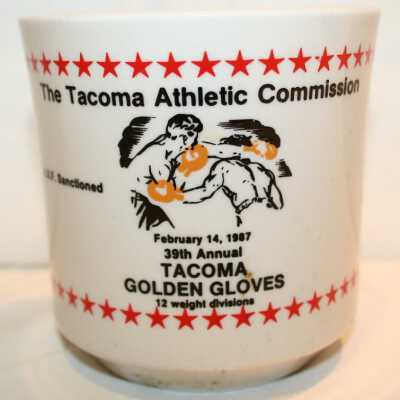 The Tacoma Athletic Commission
Sanctioned
February 14, 1987
39th Annual
TACOMA
GOLDEN GLOVES
12 weight divisions